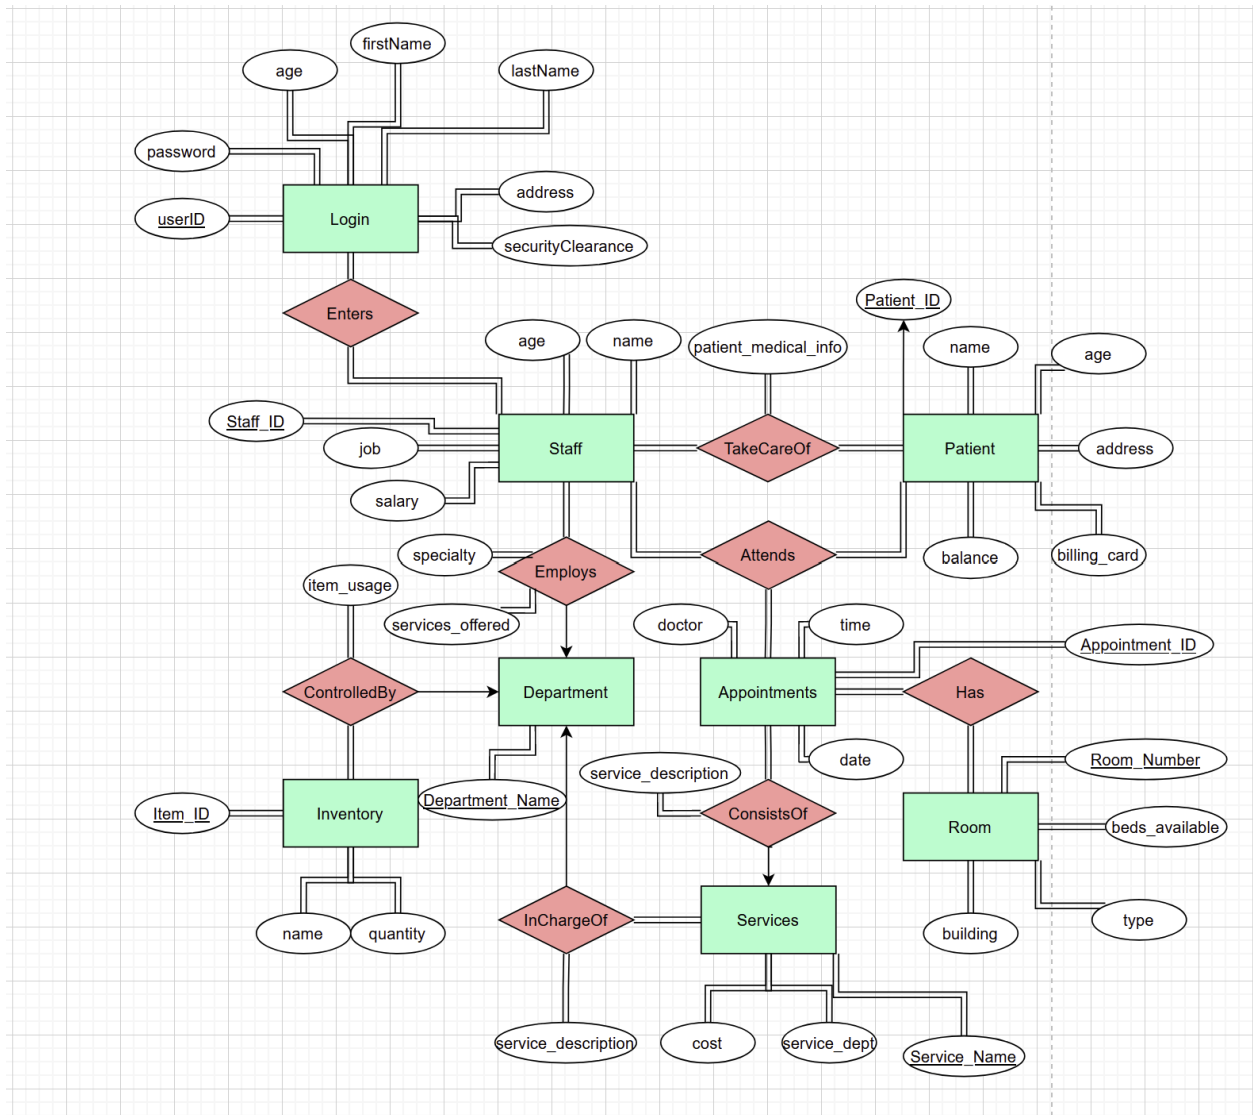 firstName
age
lastName
password
address
userID
Login
securityClearance
Patient_ID
Enters
age
name
patient_medical_info
name
age
Staff_ID
job
Staff
TakeCareOf
Patient
address
salary
specialty
Attends
balance
billing_card
Employs
item_usage
services_offered
doctor
time
Appointment_ID
ControlledBy
Department
Appointments
Has
date
Room_Number
service_description
Department_Name
Item_ID
Inventory
ConsistsOf
Room
beds_available
name
quantity
InChargeOf
Services
building
type
service_description
cost
service_dept
Service_Name